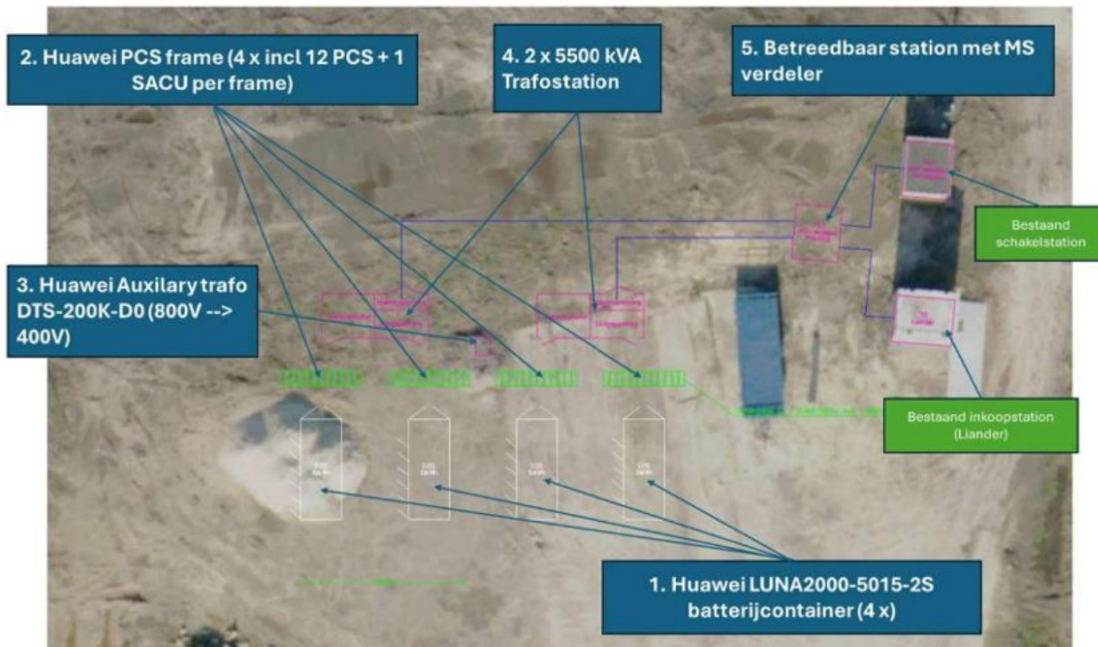 2. Huawei PCS frame (4 x incl 12 PCS + 1
SACU per frame)
4. 2 x 5500 kVA
Trafostation
5. Betreedbaar station met MS
verdeler
Bestaand
schakelstation
3. Huawei Auxilary trafo
DTS-200K-D0 (800V -->
400V)
Bestaand inkoopstation
(Liander)
1. Huawei LUNA2000-5015-2S
batterijcontainer (4 x)